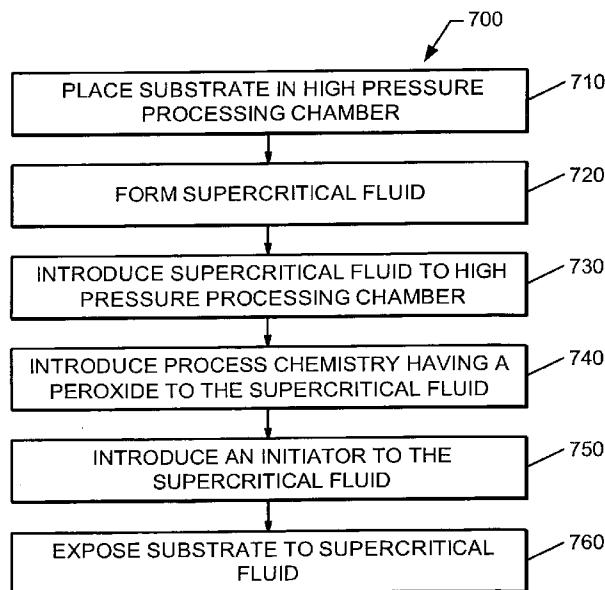 700
PLACE SUBSTRATE IN HIGH PRESSURE
PROCESSING CHAMBER
710
FORM SUPERCRITICAL FLUID
720
INTRODUCE SUPERCRITICAL FLUID TO HIGH
PRESSURE PROCESSING CHAMBER
730
INTRODUCE PROCESS CHEMISTRY HAVING A
PEROXIDE TO THE SUPERCRITICAL FLUID
740
INTRODUCE AN INITIATOR TO THE
SUPERCRITICAL FLUID
750
EXPOSE SUBSTRATE TO SUPERCRITICAL
FLUID
760